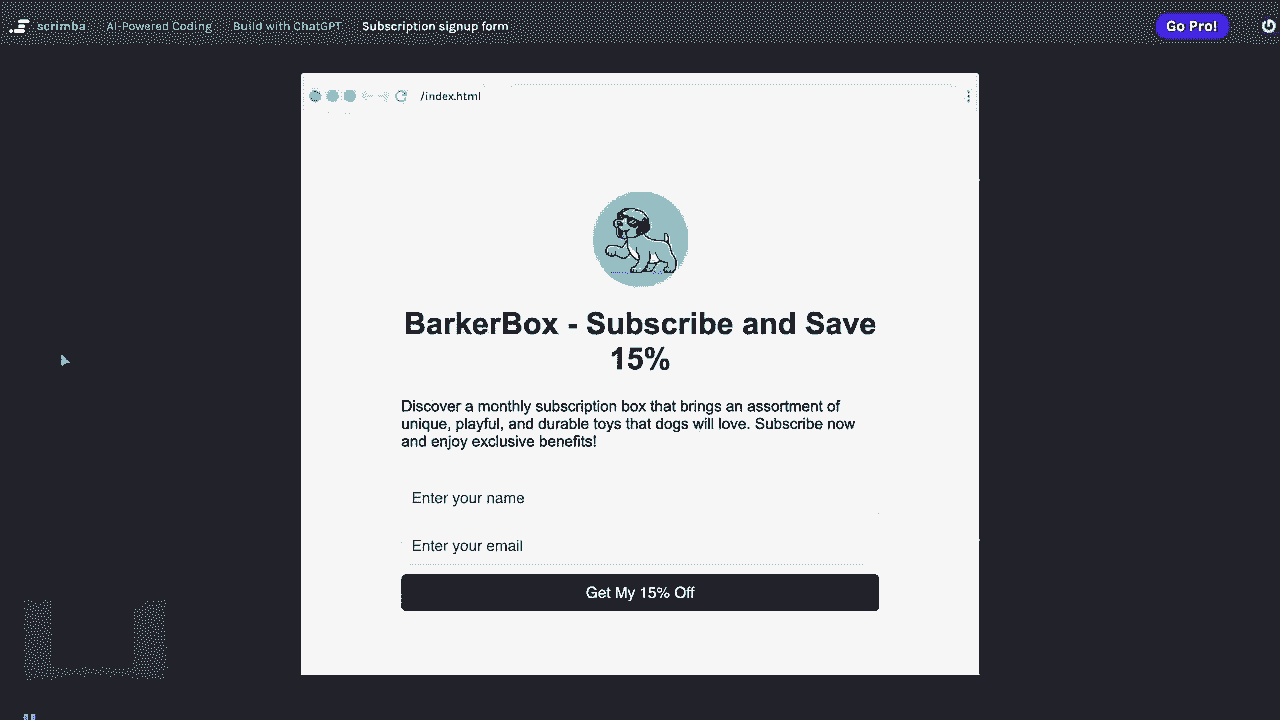 scrimba AI-Powered Coding Build with ChatGPT Subscription signup form Go Pro!
/index.html
BarkerBox - Subscribe and Save
15%
Discover a monthly subscription box that brings an assortment of
unique, playful, and durable toys that dogs will love. Subscribe now
and enjoy exclusive benefits!
Enter your name
Enter your email
Get My 15% Off